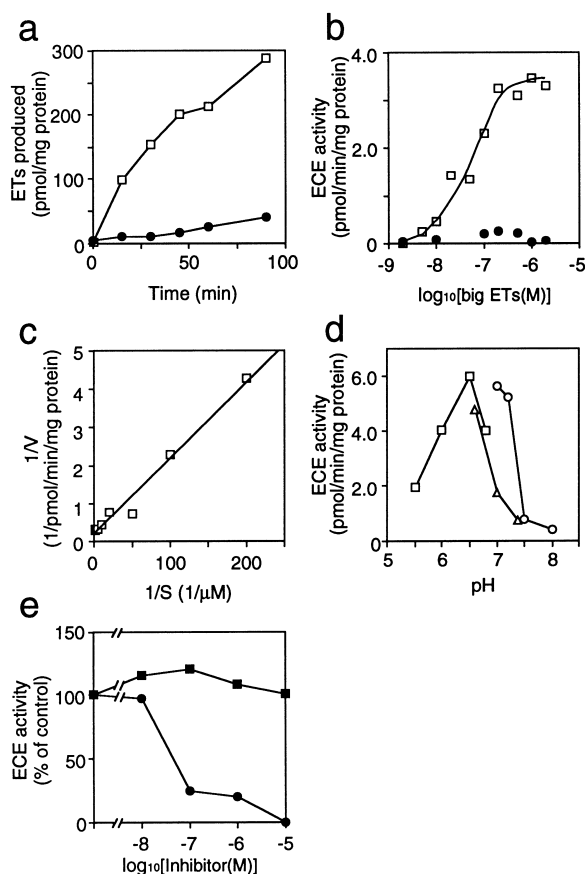 a
ETs produced
(pmol/mg protein)
300
200
100
0
0
50
100
Time (min)
b
ECE activity
(pmol/min/mg protein)
4.0
2.0
0
-9
-8
-7
-6
-5
log10[big ETs(M)]
c
1/V
(1/pmol/min/mg protein)
5
4
3
2
1
0
0
100
200
1/S (1/μM)
d
ECE activity
(pmol/min/mg protein)
6.0
4.0
2.0
0
5
6
7
8
pH
e
ECE activity
(% of control)
150
100
50
0
-8
-7
-6
-5
log10[Inhibitor(M)]